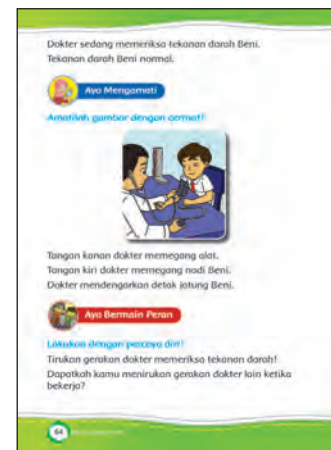 Dokter sedang memeriksa tekanan darah Beni.
Tekanan darah Beni normal.
Ayo Mengamati
Amatilah gambar dengan cermat!
Tangan kanan dokter memegang alat.
Tangan kiri dokter memegang nadi Beni.
Dokter mendengarkan detak jatung Beni.
Ayo Bermain Peran
Lakukan dengan percaya diri!
Tirukan gerakan dokter memeriksa tekanan darah!
Dapatkah kamu menirukan gerakan dokter lain ketika
bekerja?
64